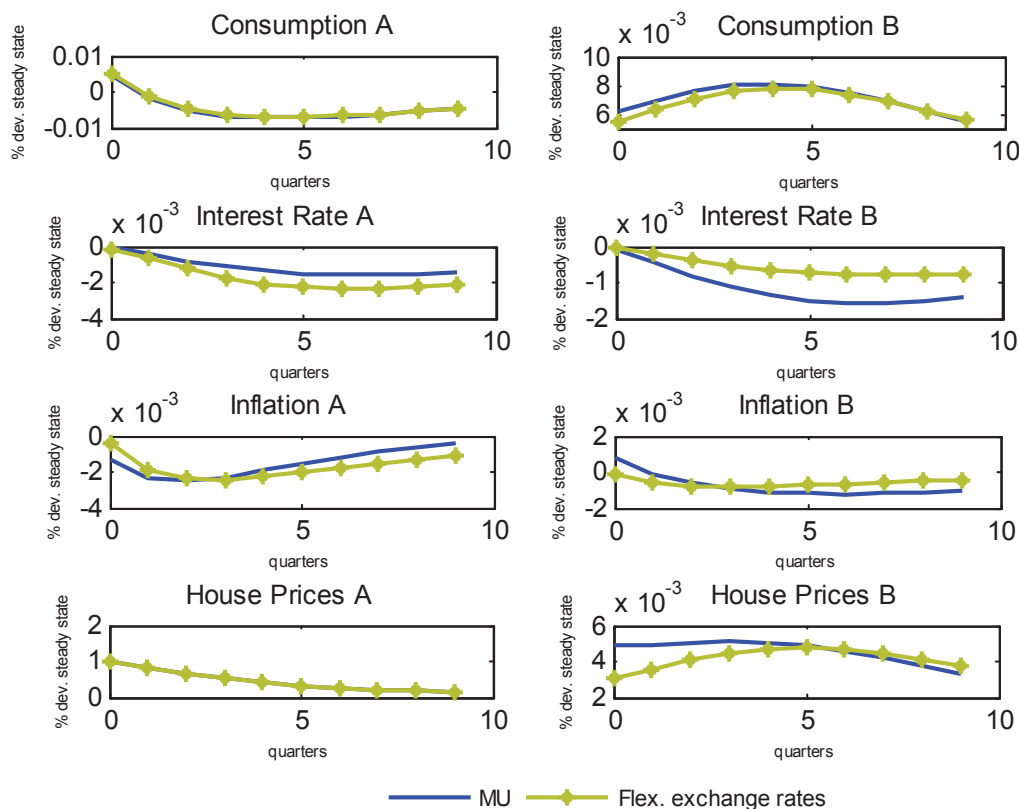 Consumption A
% dev. steady state
0.01
0
-0.01
0 5 10
quarters
Consumption B
x 10^-3
% dev. steady state
10
8
6
0 5 10
quarters
Interest Rate A
x 10^-3
% dev. steady state
0
-2
-4
0 5 10
quarters
Interest Rate B
x 10^-3
% dev. steady state
0
-1
-2
0 5 10
quarters
Inflation A
x 10^-3
% dev. steady state
0
-2
-4
0 5 10
quarters
Inflation B
x 10^-3
% dev. steady state
2
0
-2
0 5 10
quarters
House Prices A
% dev. steady state
2
1
0
0 5 10
quarters
House Prices B
x 10^-3
% dev. steady state
6
4
2
0 5 10
quarters
MU Flex. exchange rates